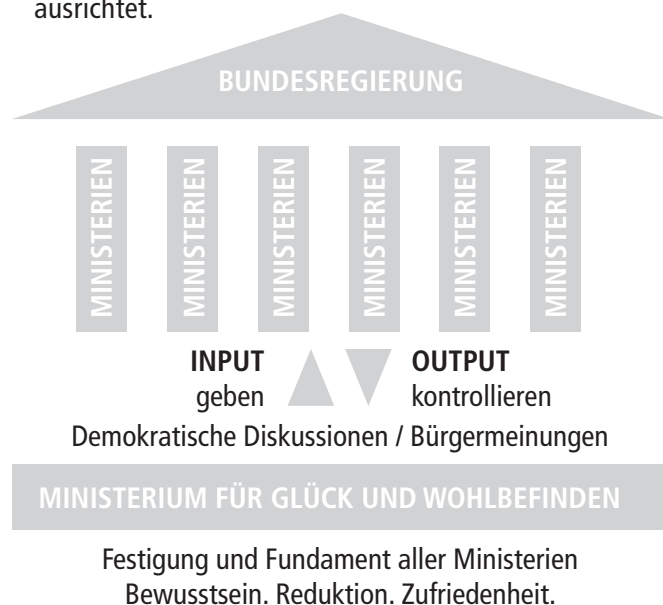 ausrichtet.
BUNDESREGIERUNG
MINISTERIEN
MINISTERIEN
MINISTERIEN
MINISTERIEN
MINISTERIEN
MINISTERIEN
INPUT
geben
OUTPUT
kontrollieren
Demokratische Diskussionen / Bürgermeinungen
MINISTERIUM FÜR GLÜCK UND WOHLBEFINDEN
Festigung und Fundament aller Ministerien
Bewusstsein. Reduktion. Zufriedenheit.